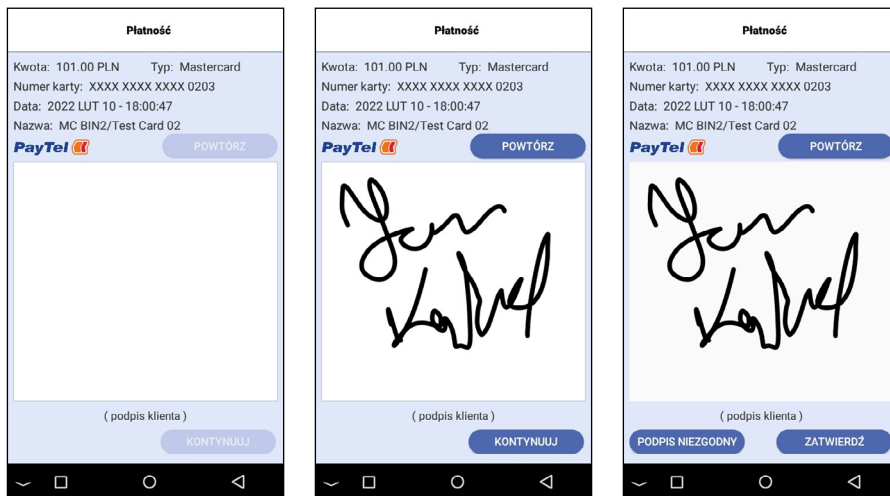 Płatność
Kwota: 101.00 PLN Typ: Mastercard
Numer karty: XXXX XXXX XXXX 0203
Data: 2022 LUT 10 - 18:00:47
Nazwa: MC BIN2/Test Card 02
PayTel POWTÓRZ
( podpis klienta )
KONTYNUUJ
Płatność
Kwota: 101.00 PLN Typ: Mastercard
Numer karty: XXXX XXXX XXXX 0203
Data: 2022 LUT 10 - 18:00:47
Nazwa: MC BIN2/Test Card 02
PayTel POWTÓRZ
( podpis klienta )
KONTYNUUJ
Płatność
Kwota: 101.00 PLN Typ: Mastercard
Numer karty: XXXX XXXX XXXX 0203
Data: 2022 LUT 10 - 18:00:47
Nazwa: MC BIN2/Test Card 02
PayTel POWTÓRZ
( podpis klienta )
PODPIS NIEZGODNY ZATWIERDŹ